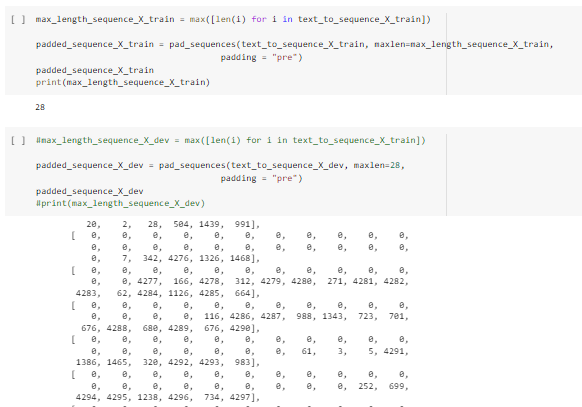 [ ] max_length_sequence_X_train = max([len(i) for i in text_to_sequence_X_train])
padded_sequence_X_train = pad_sequences(text_to_sequence_X_train, maxlen=max_length_sequence_X_train,
padding = "pre")
padded_sequence_X_train
print(max_length_sequence_X_train)
28
[ ] #max_length_sequence_X_dev = max([len(i) for i in text_to_sequence_X_train])
padded_sequence_X_dev = pad_sequences(text_to_sequence_X_dev, maxlen=28,
padding = "pre")
padded_sequence_X_dev
#print(max_length_sequence_X_dev)
20, 2, 28, 504, 1439, 991],
[ 0, 0, 0, 0, 0, 0, 0, 0, 0, 0, 0,
0, 0, 0, 0, 0, 0, 0, 0, 0, 0, 0,
0, 7, 342, 4276, 1326, 1468],
[ 0, 0, 0, 0, 0, 0, 0, 0, 0, 0, 0,
0, 0, 4277, 166, 4278, 312, 4279, 4280, 271, 4281, 4282,
4283, 62, 4284, 1126, 4285, 664],
[ 0, 0, 0, 0, 0, 0, 0, 0, 0, 0, 0,
0, 0, 0, 0, 116, 4286, 4287, 988, 1343, 723, 701,
676, 4288, 680, 4289, 676, 4290],
[ 0, 0, 0, 0, 0, 0, 0, 0, 0, 0, 0,
0, 0, 0, 0, 0, 0, 0, 61, 3, 5, 4291,
1386, 1465, 320, 4292, 4293, 983],
[ 0, 0, 0, 0, 0, 0, 0, 0, 0, 0, 0,
0, 0, 0, 0, 0, 0, 0, 0, 0, 252, 699,
4294, 4295, 1238, 4296, 734, 4297],